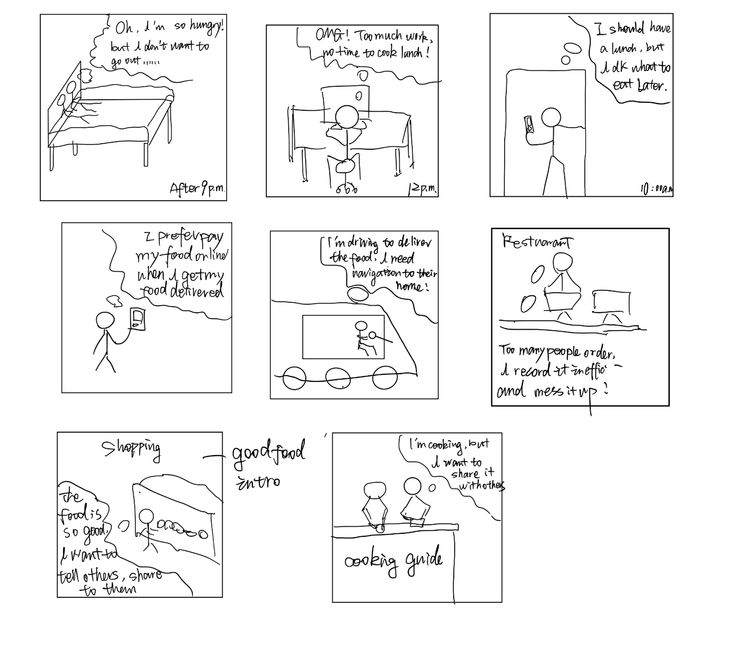 Oh, I'm so hungry!
but I don't want to
go out......
After 9 p.m.
OMG! Too much work,
no time to cook lunch!
12 p.m.
I should have
a lunch, but
I dk what to
eat later.
I prefer pay
my food online
when I get my
food delivered
I'm driving to deliver
the food, I need
navigation to their
home!
Too many people order,
I record it ineffic-
and mess it up!
Shopping
good food
intro
the
food is
so good,
I want to
tell others, share
to them
I'm cooking, but
I want to
share it
with others
cooking guide